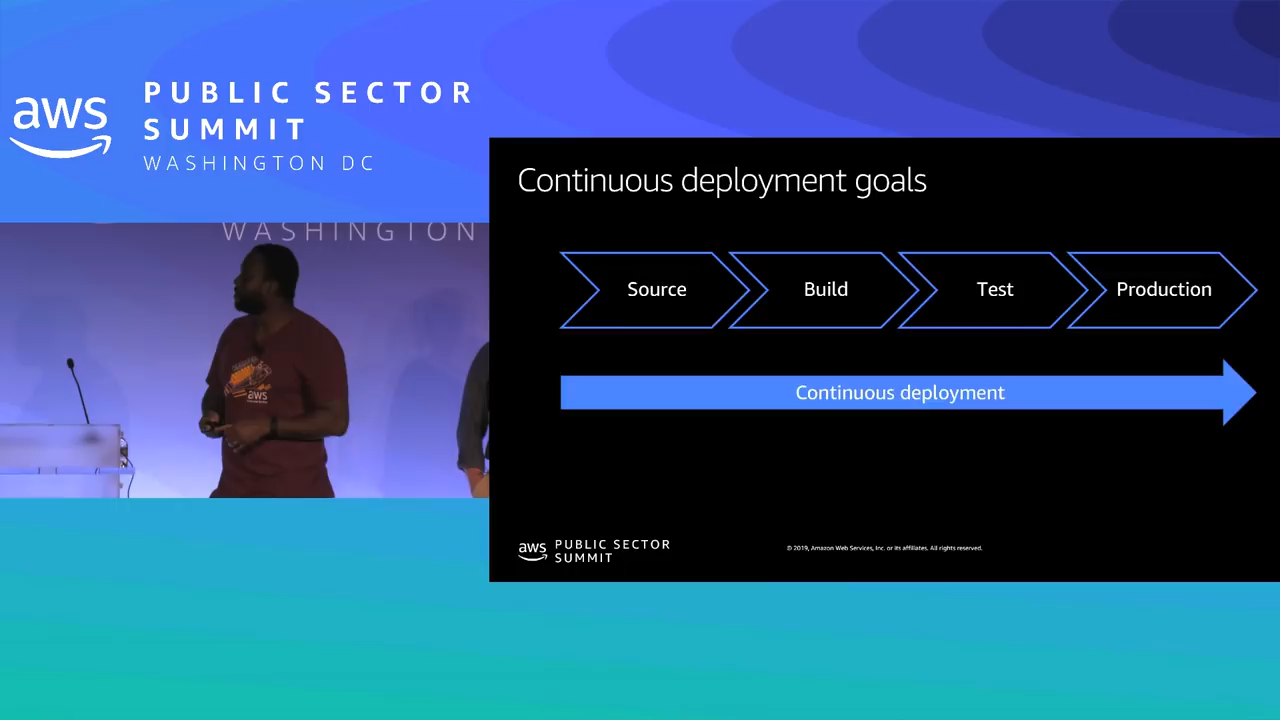 aws
PUBLIC SECTOR
SUMMIT
WASHINGTON DC
WASHINGTON
aws
Continuous deployment goals
Source
Build
Test
Production
Continuous deployment
aws
PUBLIC SECTOR
SUMMIT
© 2019, Amazon Web Services, Inc. or its affiliates. All rights reserved.